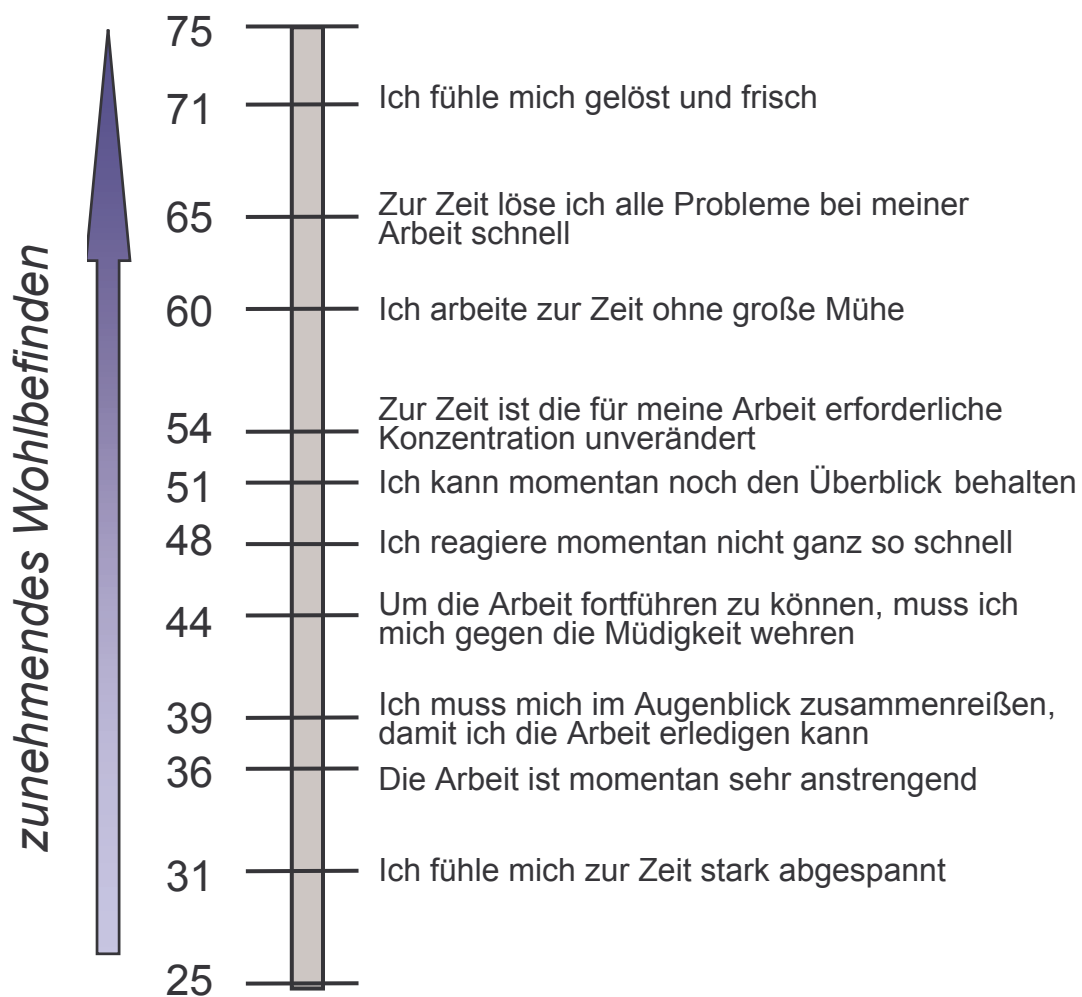 zunehmendes Wohlbefinden
75
71 Ich fühle mich gelöst und frisch
65 Zur Zeit löse ich alle Probleme bei meiner
Arbeit schnell
60 Ich arbeite zur Zeit ohne große Mühe
54 Zur Zeit ist die für meine Arbeit erforderliche
Konzentration unverändert
51 Ich kann momentan noch den Überblick behalten
48 Ich reagiere momentan nicht ganz so schnell
44 Um die Arbeit fortführen zu können, muss ich
mich gegen die Müdigkeit wehren
39 Ich muss mich im Augenblick zusammenreißen,
damit ich die Arbeit erledigen kann
36 Die Arbeit ist momentan sehr anstrengend
31 Ich fühle mich zur Zeit stark abgespannt
25